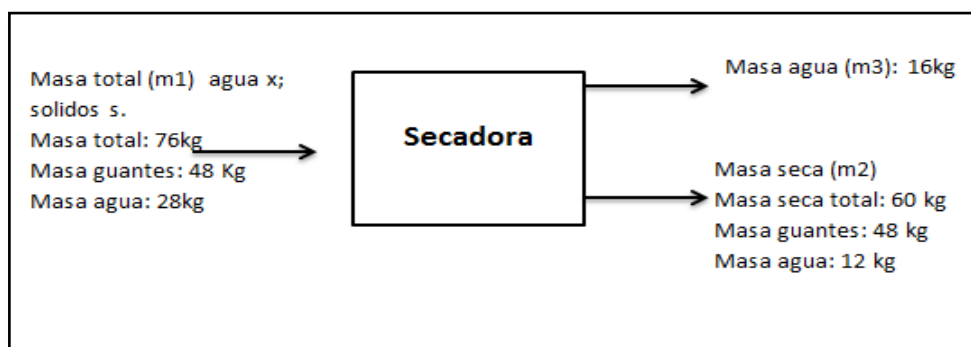 Masa total (m1) agua x;
solidos s.
Masa total: 76kg
Masa guantes: 48 Kg
Masa agua: 28kg
Secadora
Masa agua (m3): 16kg
Masa seca (m2)
Masa seca total: 60 kg
Masa guantes: 48 kg
Masa agua: 12 kg